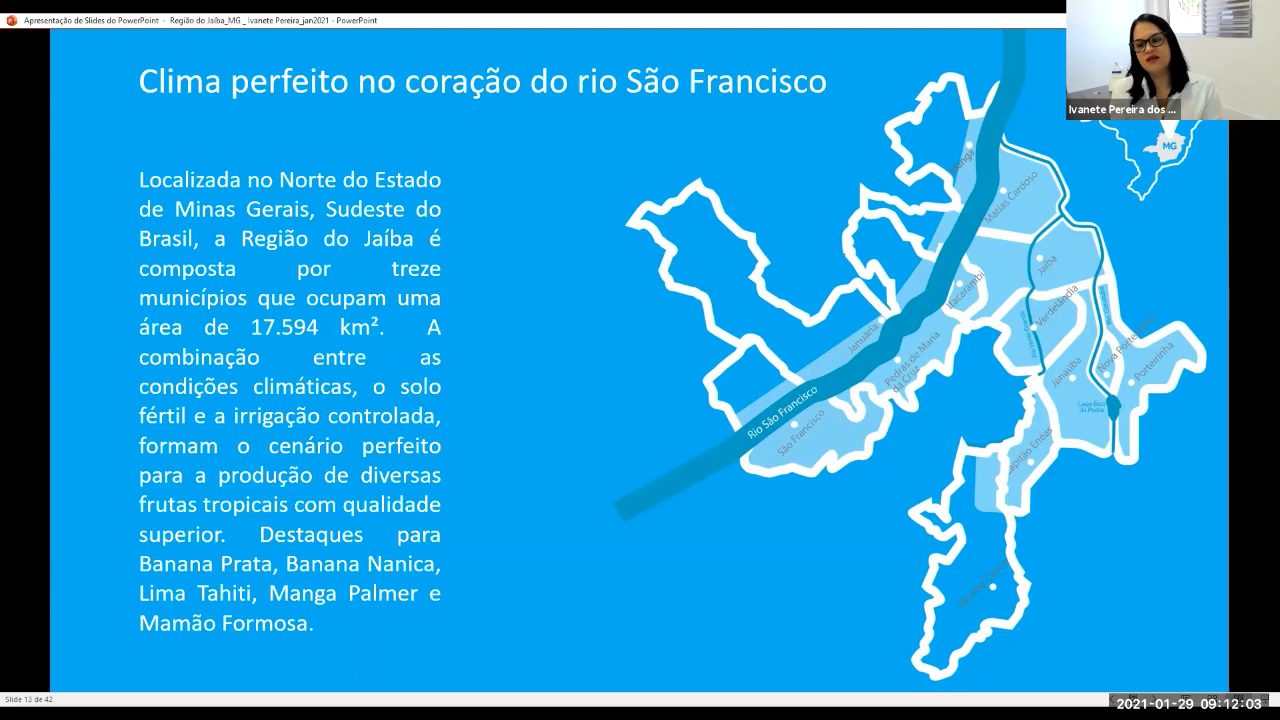 Apresentação de Slides do PowerPoint - Região do Jaíba_MG _ Ivanete Pereira_jan2021 - PowerPoint
Clima perfeito no coração do rio São Francisco
Ivanete Pereira dos ...
MG
Localizada no Norte do Estado
de Minas Gerais, Sudeste do
Brasil, a Região do Jaíba é
composta por treze
municípios que ocupam uma
área de 17.594 km². A
combinação entre as
condições climáticas, o solo
fértil e a irrigação controlada,
formam o cenário perfeito
para a produção de diversas
frutas tropicais com qualidade
superior. Destaques para
Banana Prata, Banana Nanica,
Lima Tahiti, Manga Palmer e
Mamão Formosa.
Matias Cardoso
Jaíba
Itacarambi
Verdelândia
Januária
Pedras de Maria
da Cruz
Janaúba
Nova
Porteirinha
Lago Bico
da Pedra
Rio São Francisco
São Francisco
Capitão Enéas
Slide 13 de 42
2021-01-29 09:12:03